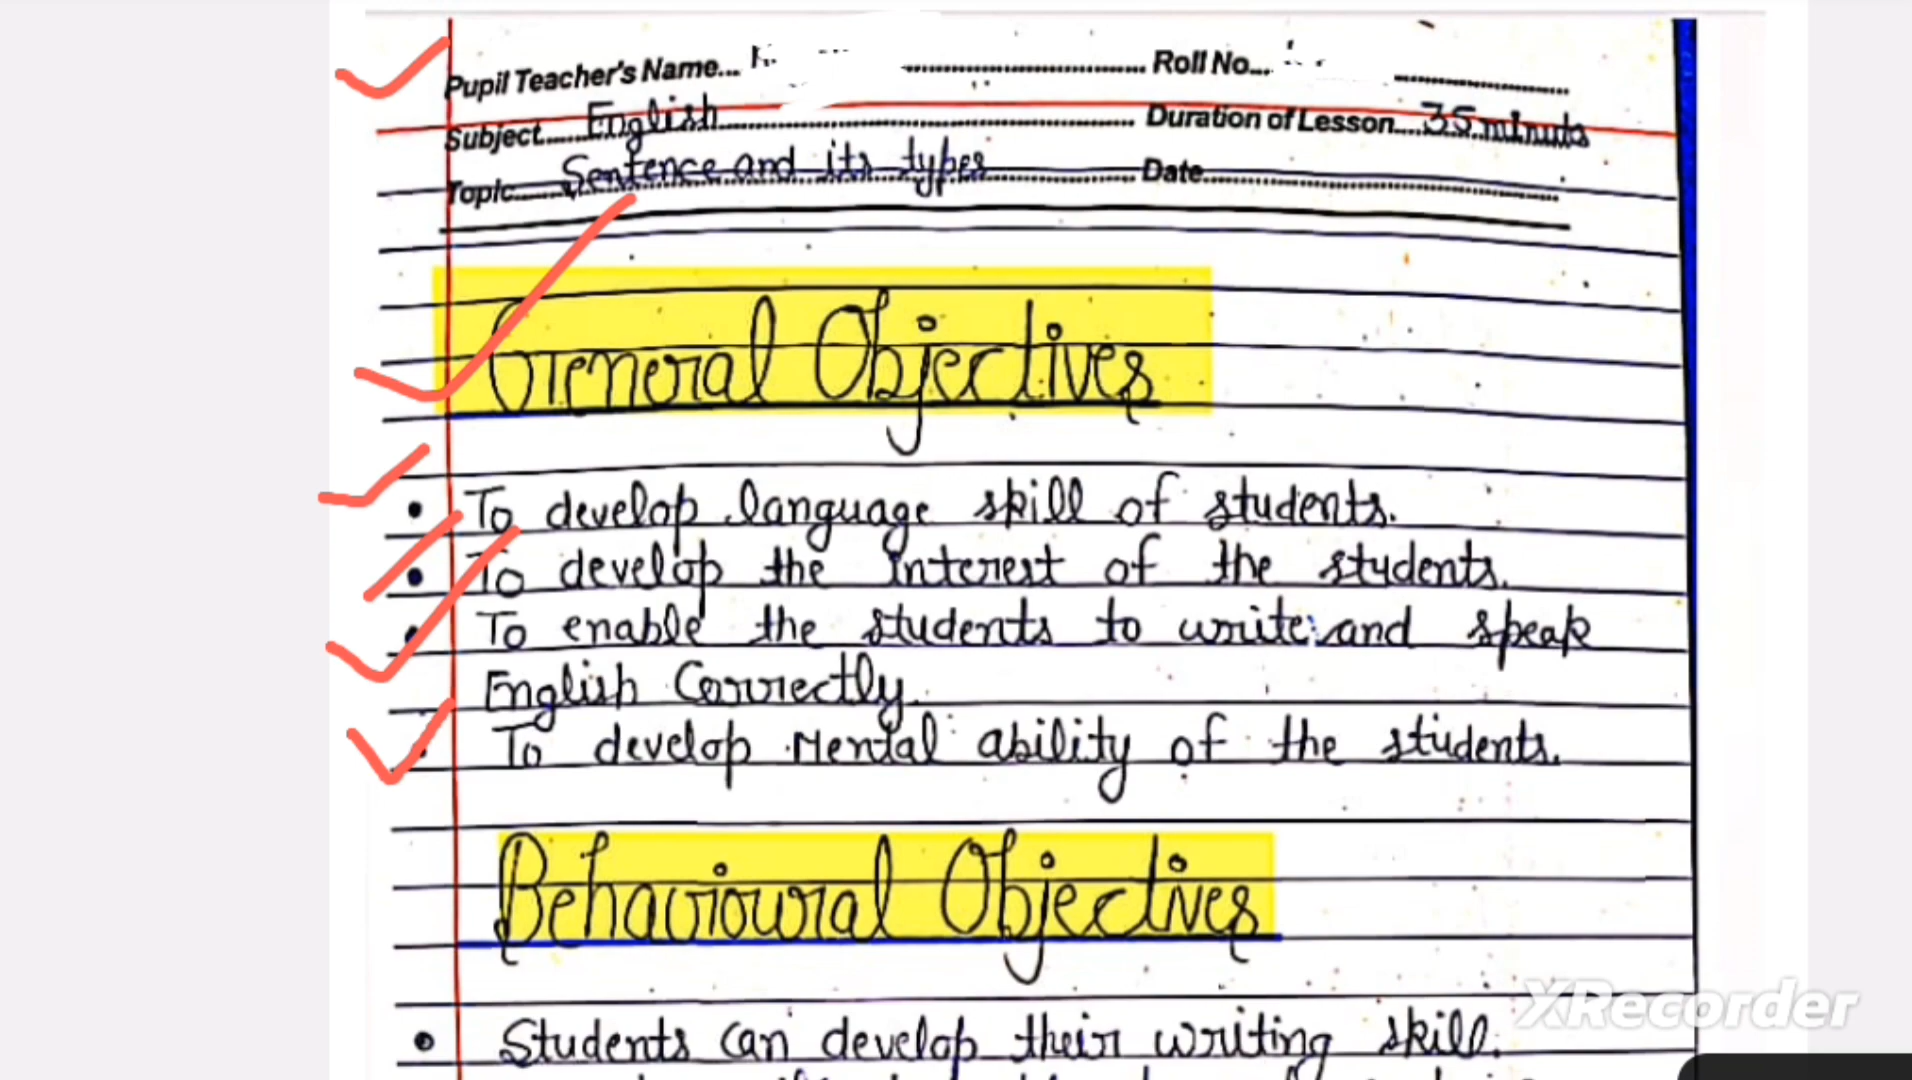 Pupil Teacher's Name... Roll No...
Subject... English Duration of Lesson... 35 minuts
Topic... Sentence and its types Date
General Objectives
• To develop language skill of students.
• To develop the interest of the students.
• To enable the students to write and speak
English Correctly.
• To develop Mental ability of the students.
Behavioural Objectives
• Students can develop their writing skill.
XRecorder